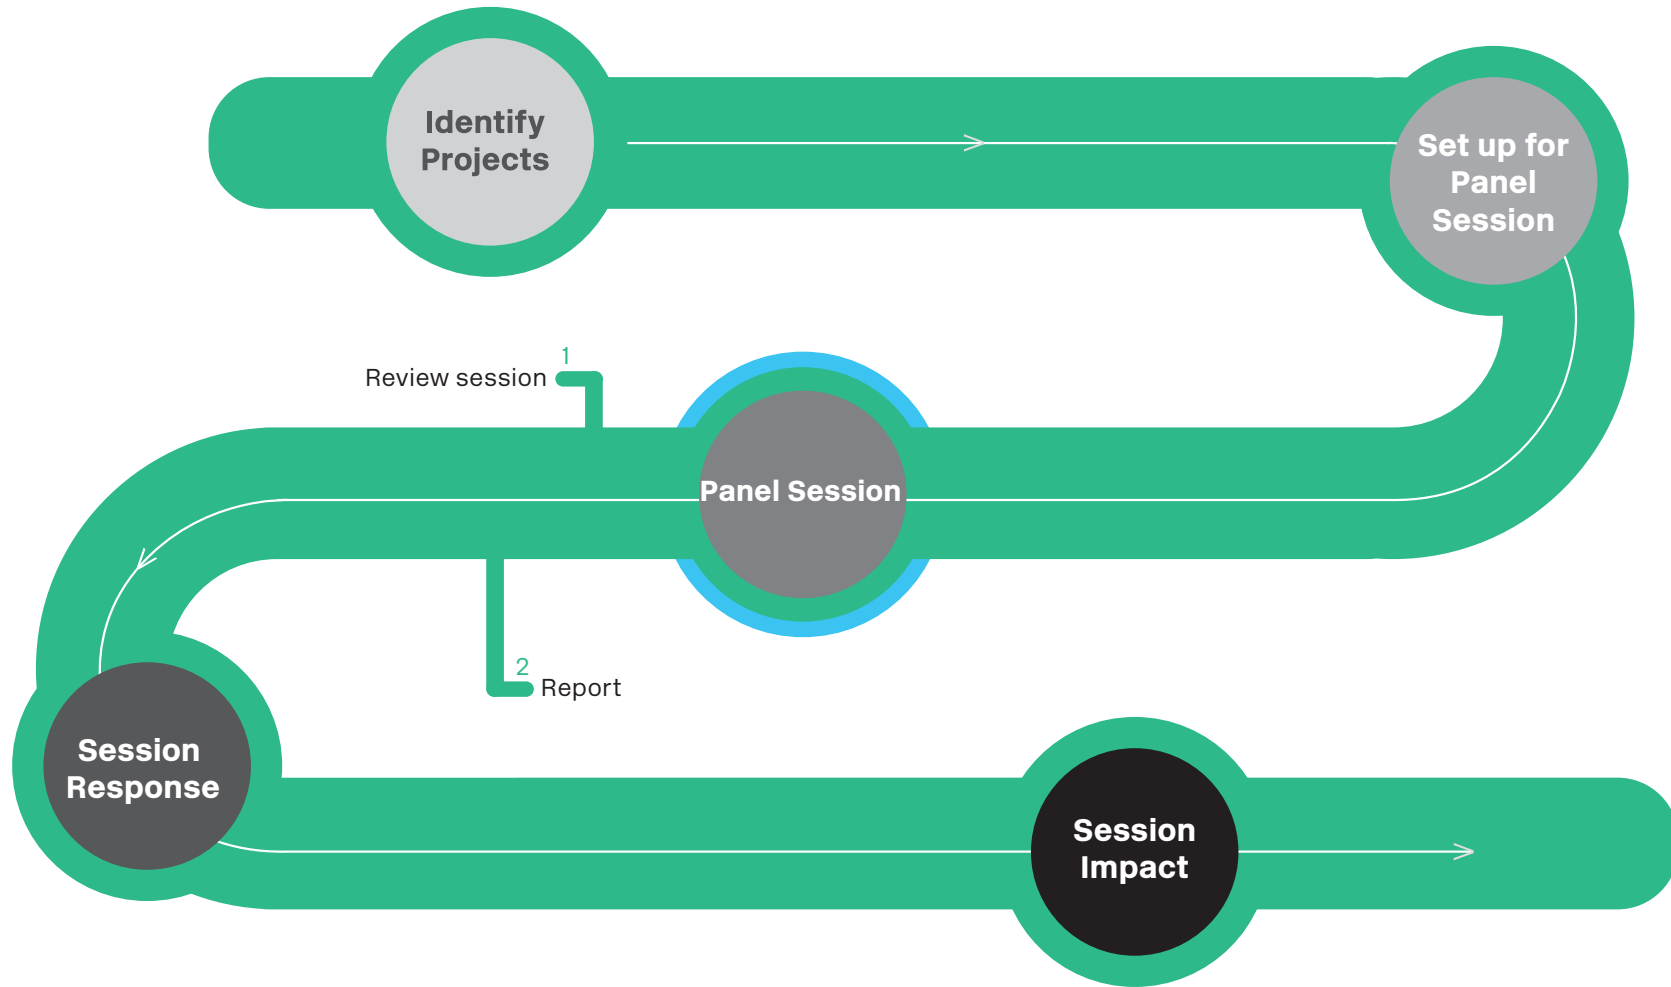 Identify
Projects
Set up for
Panel
Session
1
Review session
Panel Session
2
Report
Session
Response
Session
Impact